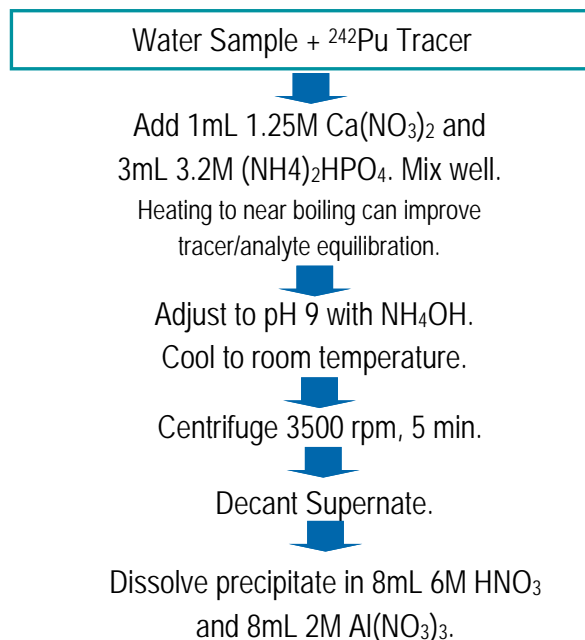 Water Sample + ²⁴²Pu Tracer
Add 1mL 1.25M Ca(NO₃)₂ and
3mL 3.2M (NH4)₂HPO₄. Mix well.
Heating to near boiling can improve
tracer/analyte equilibration.
Adjust to pH 9 with NH₄OH.
Cool to room temperature.
Centrifuge 3500 rpm, 5 min.
Decant Supernate.
Dissolve precipitate in 8mL 6M HNO₃
and 8mL 2M Al(NO₃)₃.